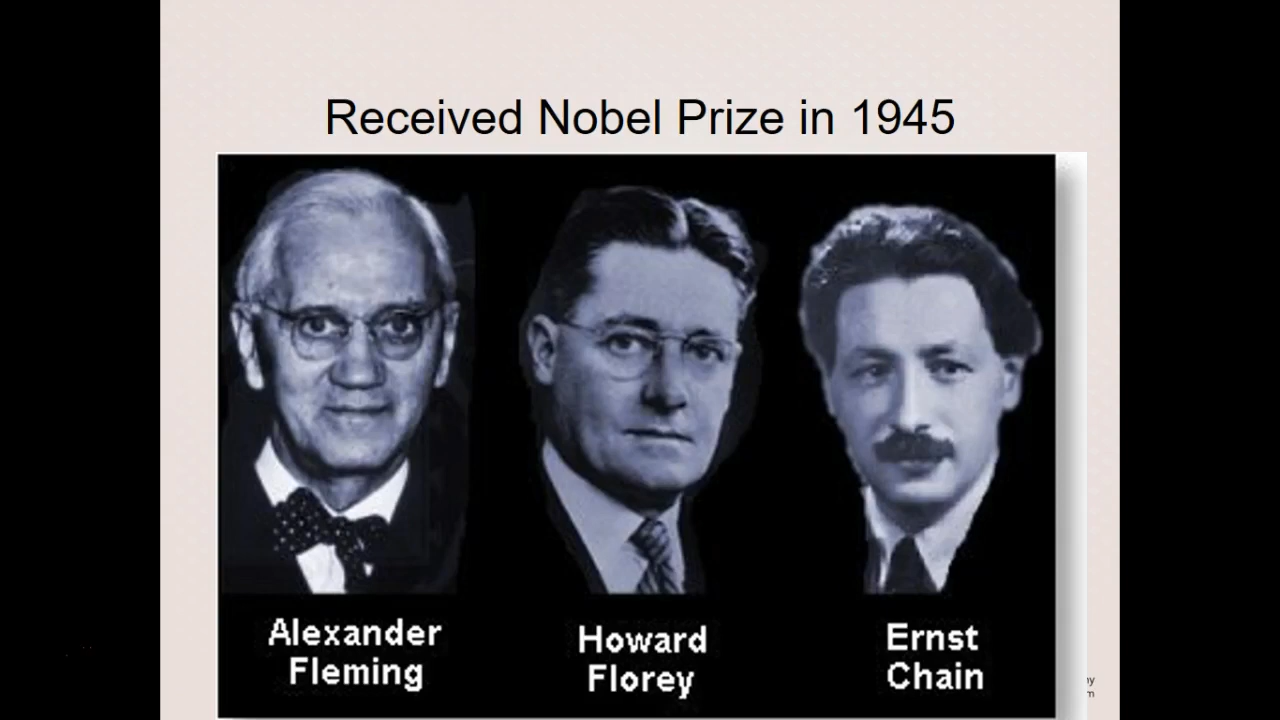 Received Nobel Prize in 1945
Alexander
Fleming
Howard
Florey
Ernst
Chain